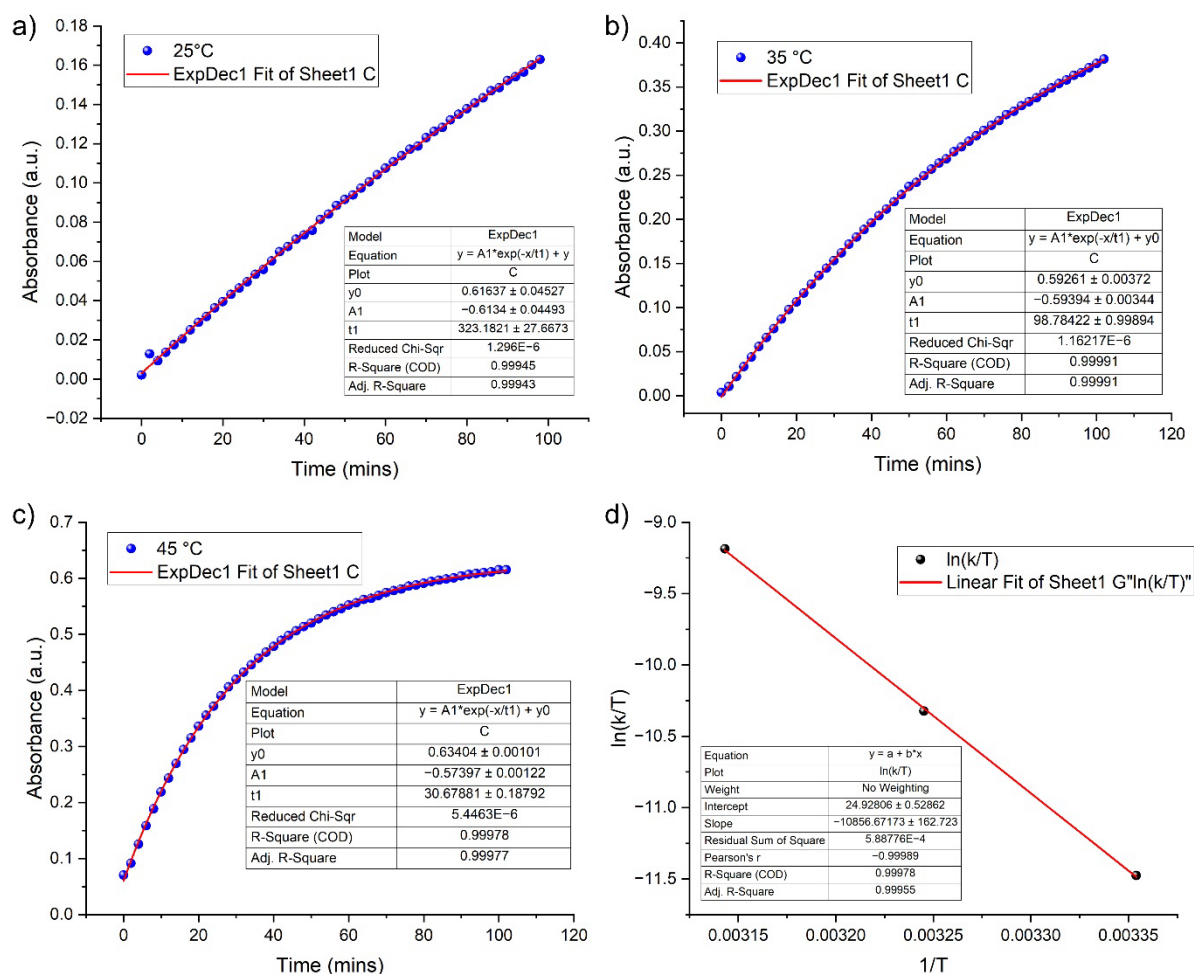 a)
25°C
ExpDec1 Fit of Sheet1 C
Absorbance (a.u.)
0.18
0.16
0.14
0.12
0.10
0.08
0.06
0.04
0.02
0.00
−0.02
0 20 40 60 80 100
Time (mins)
Model ExpDec1
Equation y = A1*exp(-x/t1) + y
Plot C
y0 0.61637 ± 0.04527
A1 −0.6134 ± 0.04493
t1 323.1821 ± 27.6673
Reduced Chi-Sqr 1.296E−6
R-Square (COD) 0.99945
Adj. R-Square 0.99943
b)
35 °C
ExpDec1 Fit of Sheet1 C
Absorbance (a.u.)
0.40
0.35
0.30
0.25
0.20
0.15
0.10
0.05
0.00
0 20 40 60 80 100 120
Time (mins)
Model ExpDec1
Equation y = A1*exp(-x/t1) + y0
Plot C
y0 0.59261 ± 0.00372
A1 −0.59394 ± 0.00344
t1 98.78422 ± 0.99894
Reduced Chi-Sqr 1.16217E−6
R-Square (COD) 0.99991
Adj. R-Square 0.99991
c)
45 °C
ExpDec1 Fit of Sheet1 C
Absorbance (a.u.)
0.7
0.6
0.5
0.4
0.3
0.2
0.1
0.0
0 20 40 60 80 100 120
Time (mins)
Model ExpDec1
Equation y = A1*exp(-x/t1) + y0
Plot C
y0 0.63404 ± 0.00101
A1 −0.57397 ± 0.00122
t1 30.67881 ± 0.18792
Reduced Chi-Sqr 5.4463E−6
R-Square (COD) 0.99978
Adj. R-Square 0.99977
d)
ln(k/T)
Linear Fit of Sheet1 G"ln(k/T)"
ln(k/T)
−9.0
−9.5
−10.0
−10.5
−11.0
−11.5
0.00315 0.00320 0.00325 0.00330 0.00335
1/T
Equation y = a + b*x
Plot ln(k/T)
Weight No Weighting
Intercept 24.92806 ± 0.52862
Slope −10856.67173 ± 162.723
Residual Sum of Square 5.88776E−4
Pearson's r −0.99989
R-Square (COD) 0.99978
Adj. R-Square 0.99955